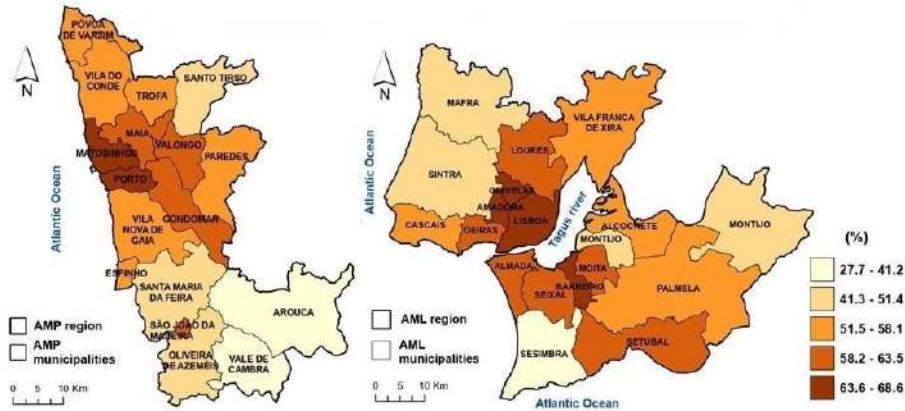 PÓVOA
DE VARZIM
VILA DO
CONDE
SANTO TIRSO
TROFA
MAIA
VALONGO
MATOSINHOS
PAREDES
PORTO
GONDOMAR
VILA
NOVA DE
GAIA
ESPINHO
SANTA MARIA
DA FEIRA
AROUCA
SÃO JOÃO DA
MADEIRA
OLIVEIRA
DE AZEMÉIS
VALE DE
CAMBRA
N
Atlantic Ocean
AMP region
AMP
municipalities
0 5 10 Km
N
Atlantic Ocean
MAFRA
VILA FRANCA
DE XIRA
LOURES
SINTRA
ODIVELAS
AMADORA
LISBOA
CASCAIS
OEIRAS
Tagus river
ALCOCHETE
MONTIJO
MONTIJO
ALMADA
MOITA
BARREIRO
SEIXAL
PALMELA
SESIMBRA
SETUBAL
AML region
AML
municipalities
0 5 10 Km
Atlantic Ocean
(%)
27.7 - 41.2
41.3 - 51.4
51.5 - 58.1
58.2 - 63.5
63.6 - 68.6